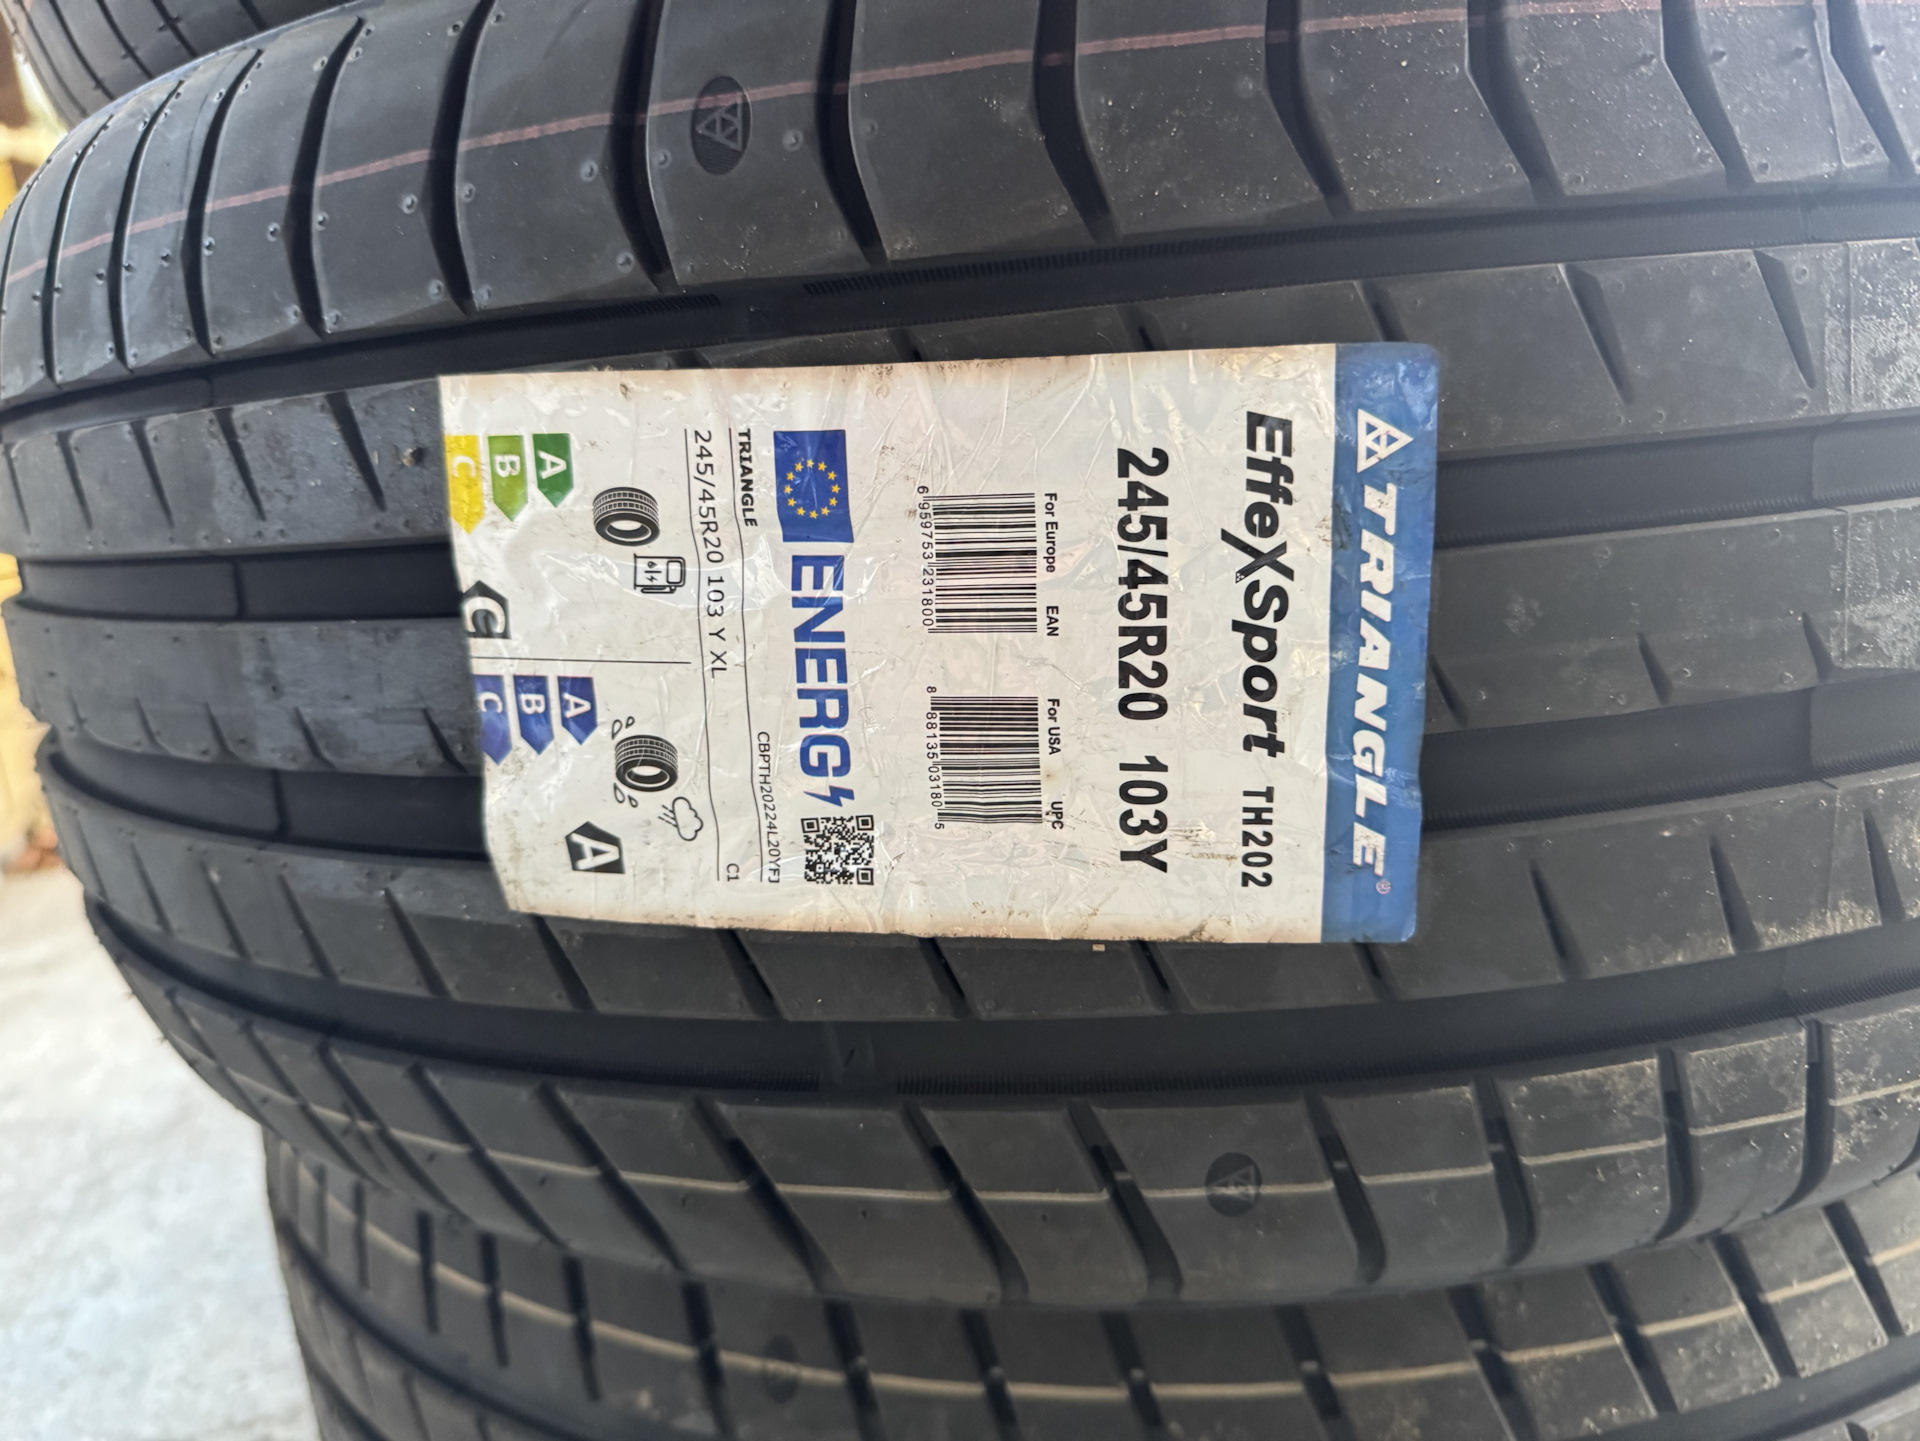 TRIANGLE®
EffeXSport TH202
245/45R20 103Y
For Europe EAN
6 959753 231800
For USA UPC
8 88135 03180 5
ENERG
TRIANGLE CBPTH20224L20YFJ
245/45R20 103 Y XL C1
A
B
C
C
A
B
C
A